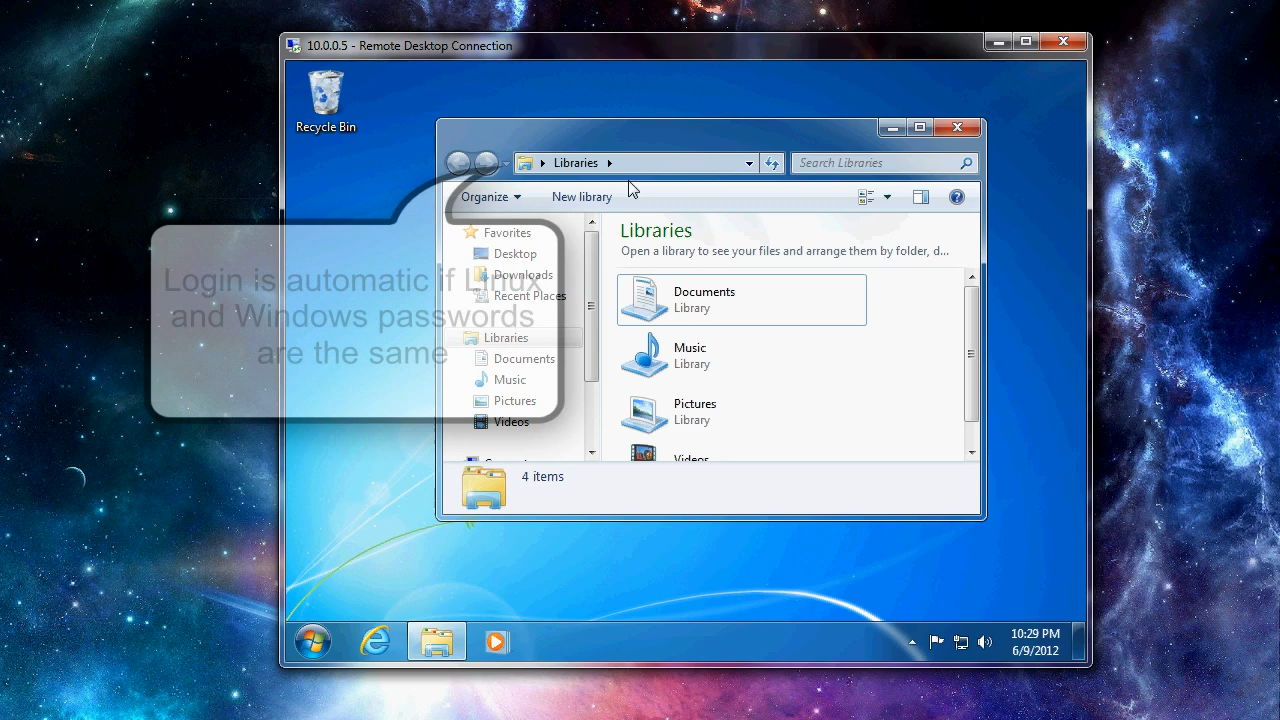 10.0.0.5 - Remote Desktop Connection
Recycle Bin
Libraries
Search Libraries
Organize
New library
Favorites
Desktop
Downloads
Recent Places
Libraries
Documents
Music
Pictures
Videos
Libraries
Open a library to see your files and arrange them by folder, d...
Documents
Library
Music
Library
Pictures
Library
Videos
4 items
Login is automatic if Linux
and Windows passwords
are the same
10:29 PM
6/9/2012